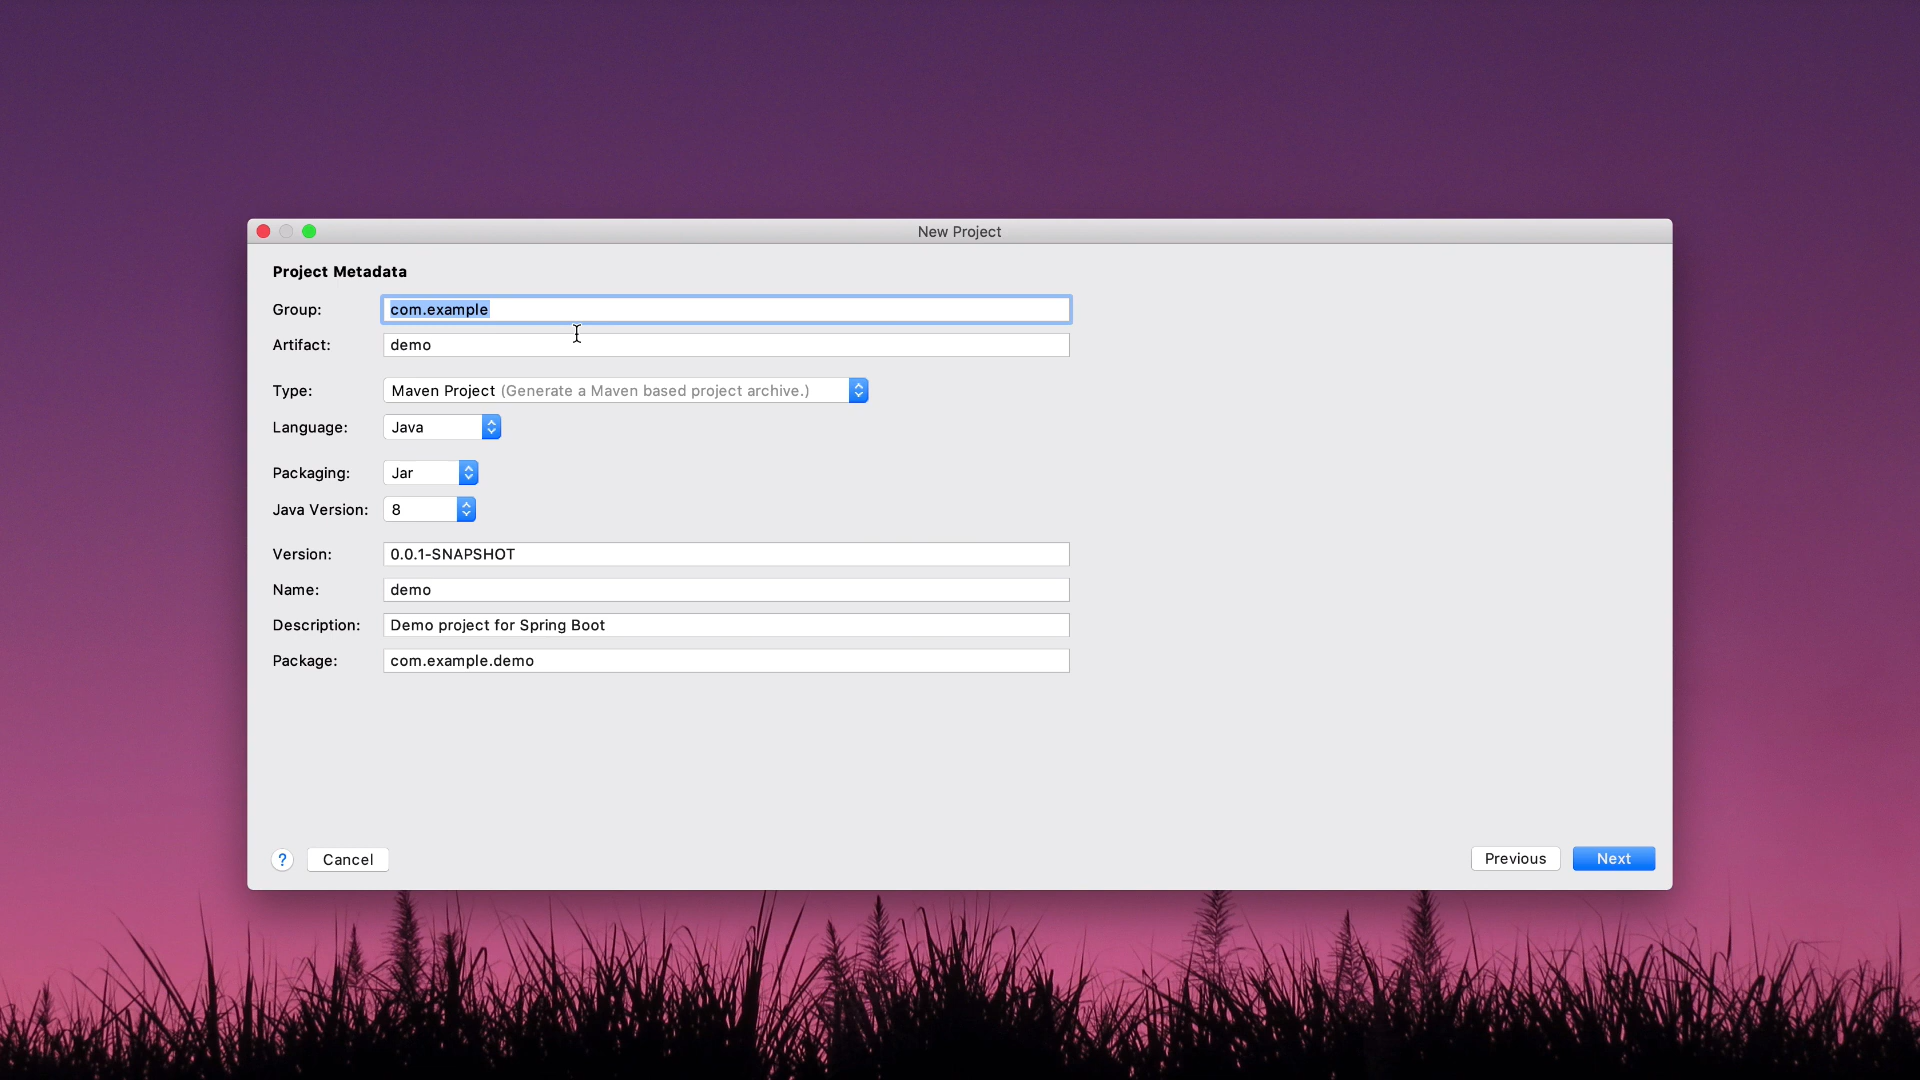 New Project
Project Metadata
Group: com.example
Artifact: demo
Type: Maven Project (Generate a Maven based project archive.)
Language: Java
Packaging: Jar
Java Version: 8
Version: 0.0.1-SNAPSHOT
Name: demo
Description: Demo project for Spring Boot
Package: com.example.demo
? Cancel Previous Next